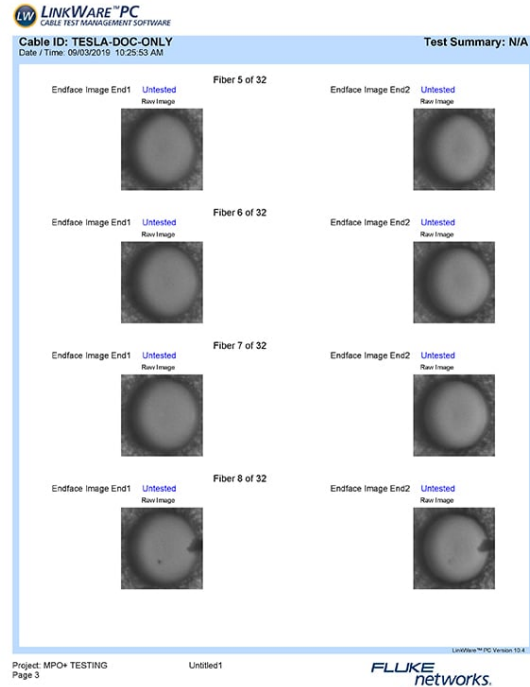 LW LINKWARE™PC
CABLE TEST MANAGEMENT SOFTWARE
Cable ID: TESLA-DOC-ONLY Test Summary: N/A
Date / Time: 09/03/2019 10:25:53 AM
Fiber 5 of 32
Endface Image End1 Untested Endface Image End2 Untested
Raw Image Raw Image
Fiber 6 of 32
Endface Image End1 Untested Endface Image End2 Untested
Raw Image Raw Image
Fiber 7 of 32
Endface Image End1 Untested Endface Image End2 Untested
Raw Image Raw Image
Fiber 8 of 32
Endface Image End1 Untested Endface Image End2 Untested
Raw Image Raw Image
LinkWare™ PC Version 10.4
Project: MPO+ TESTING Untitled1
Page 3
FLUKE
networks.